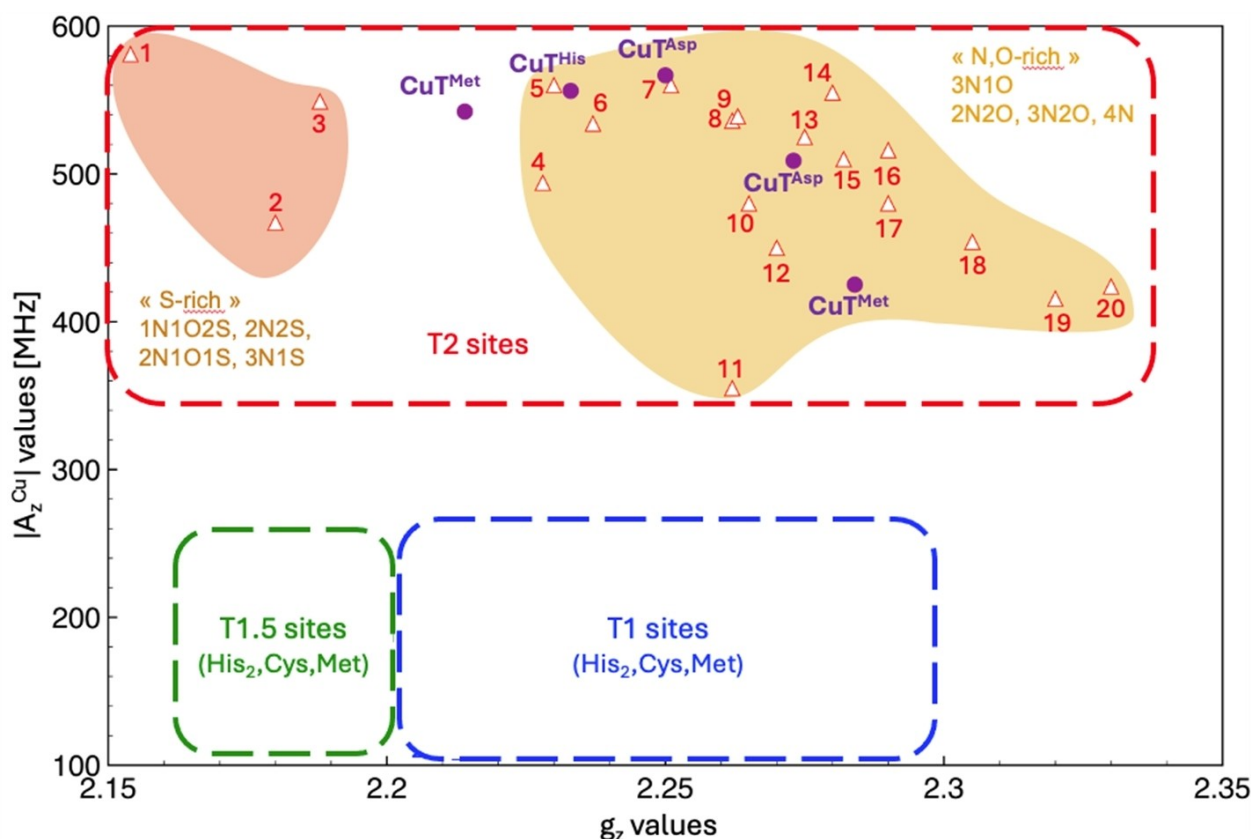 600
500
400
300
200
100
|A_z^Cu| values [MHz]
2.15
2.2
2.25
2.3
2.35
g_z values
1
3
2
« S-rich »
1N1O2S, 2N2S,
2N1O1S, 3N1S
CuT^Met
CuT^His
CuT^Asp
5
6
7
9
8
14
13
4
CuT^Asp
15
16
10
17
12
18
CuT^Met
19
20
11
« N,O-rich »
3N1O
2N2O, 3N2O, 4N
T2 sites
T1.5 sites
(His₂,Cys,Met)
T1 sites
(His₂,Cys,Met)